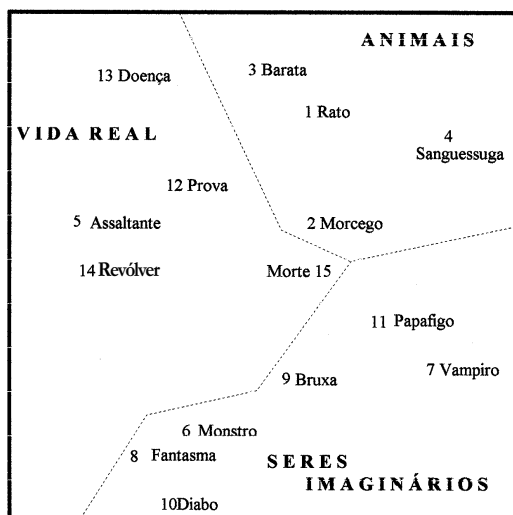 ANIMAIS
3 Barata
13 Doença
1 Rato
VIDA REAL
4
Sanguessuga
12 Prova
5 Assaltante
2 Morcego
14 Revólver
Morte 15
11 Papafigo
7 Vampiro
9 Bruxa
6 Monstro
8 Fantasma
SERES
IMAGINÁRIOS
10Diabo